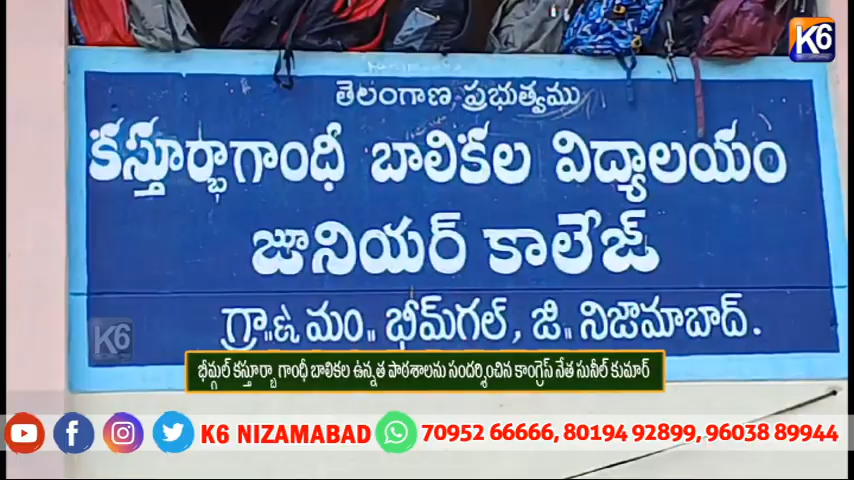 K6
తెలంగాణ ప్రభుత్వము
కస్తూర్బాగాంధీ బాలికల విద్యాలయం
జూనియర్ కాలేజ్
గ్రా॥& మం॥ భీమ్‌గల్, జి॥ నిజామాబాద్.
K6
భీమ్గల్ కస్తూర్బా గాంధీ బాలికల ఉన్నత పాఠశాలను సందర్శించిన కాంగ్రెస్ నేత సునీల్ కుమార్
K6 NIZAMABAD 70952 66666, 80194 92899, 96038 89944